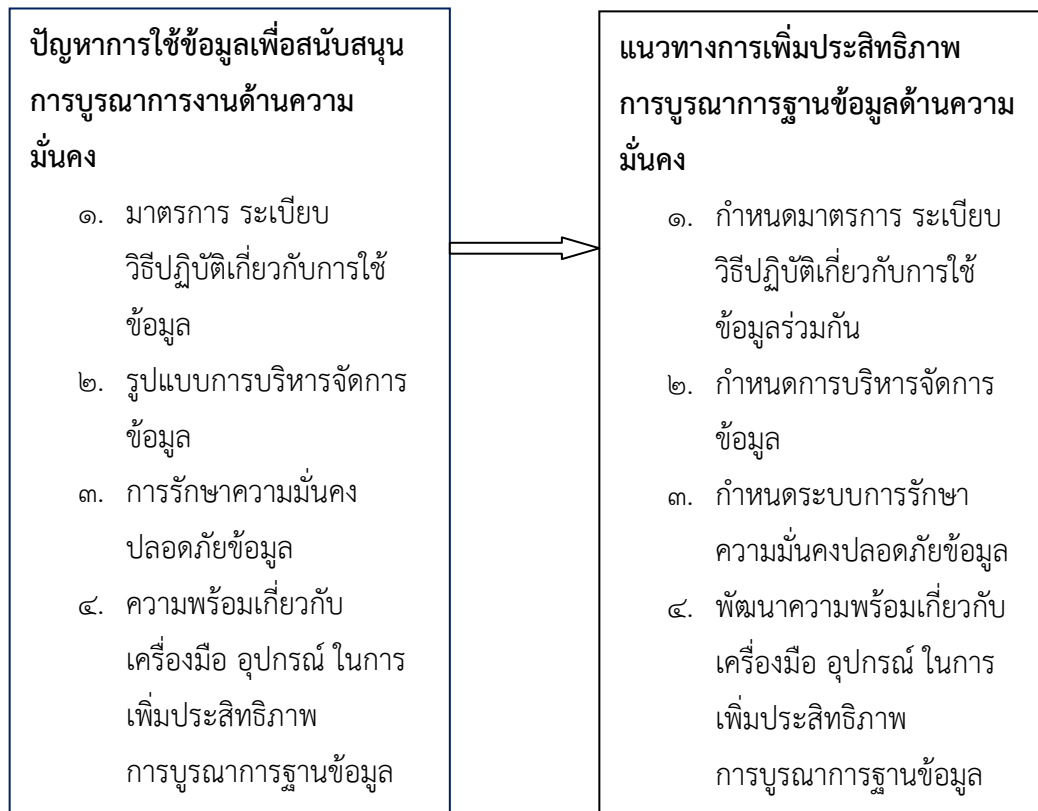 ปัญหาการใช้ข้อมูลเพื่อสนับสนุน
การบูรณาการงานด้านความ
มั่นคง
๑. มาตรการ ระเบียบ
วิธีปฏิบัติเกี่ยวกับการใช้
ข้อมูล
๒. รูปแบบการบริหารจัดการ
ข้อมูล
๓. การรักษาความมั่นคง
ปลอดภัยข้อมูล
๔. ความพร้อมเกี่ยวกับ
เครื่องมือ อุปกรณ์ ในการ
เพิ่มประสิทธิภาพ
การบูรณาการฐานข้อมูล
แนวทางการเพิ่มประสิทธิภาพ
การบูรณาการฐานข้อมูลด้านความ
มั่นคง
๑. กำหนดมาตรการ ระเบียบ
วิธีปฏิบัติเกี่ยวกับการใช้
ข้อมูลร่วมกัน
๒. กำหนดการบริหารจัดการ
ข้อมูล
๓. กำหนดระบบการรักษา
ความมั่นคงปลอดภัยข้อมูล
๔. พัฒนาความพร้อมเกี่ยวกับ
เครื่องมือ อุปกรณ์ ในการ
เพิ่มประสิทธิภาพ
การบูรณาการฐานข้อมูล